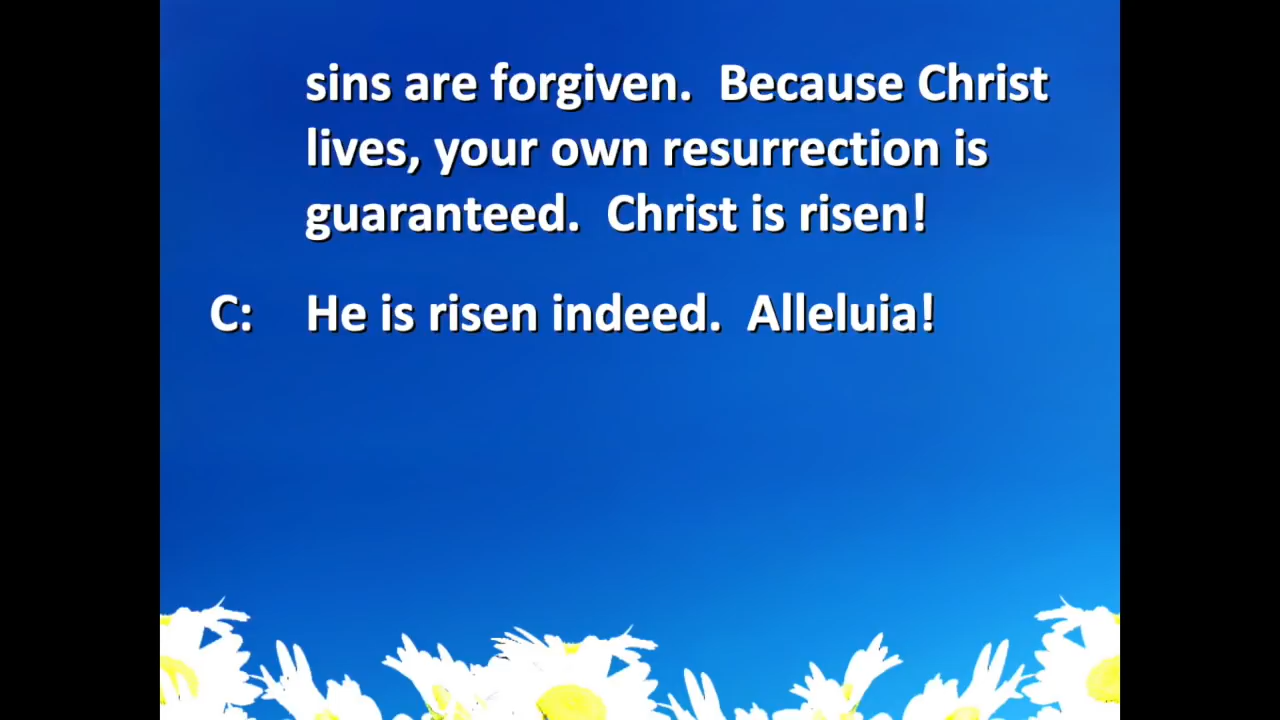 sins are forgiven.  Because Christ
lives, your own resurrection is
guaranteed.  Christ is risen!
C: He is risen indeed.  Alleluia!